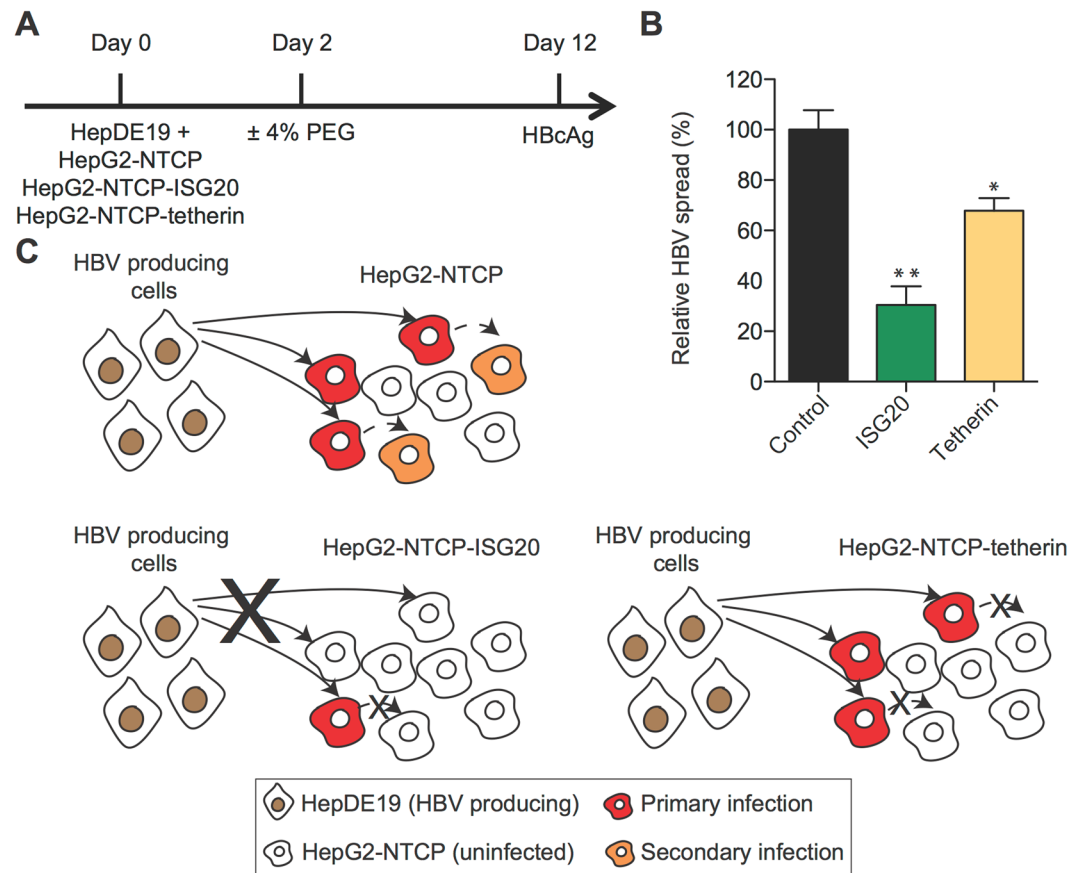 A
Day 0
Day 2
Day 12
HepDE19 +
HepG2-NTCP
HepG2-NTCP-ISG20
HepG2-NTCP-tetherin
± 4% PEG
HBcAg
B
Relative HBV spread (%)
120
100
80
60
40
20
0
**
*
Control
ISG20
Tetherin
C
HBV producing
cells
HepG2-NTCP
HBV producing
cells
HepG2-NTCP-ISG20
X
X
HBV producing
cells
HepG2-NTCP-tetherin
X
X
HepDE19 (HBV producing)
Primary infection
HepG2-NTCP (uninfected)
Secondary infection